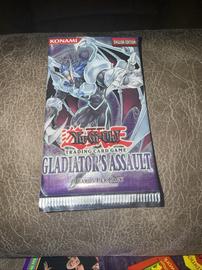 KONAMI
ENGLISH EDITION
Yu-Gi-Oh!
TRADING CARD GAME
GLADIATOR'S ASSAULT